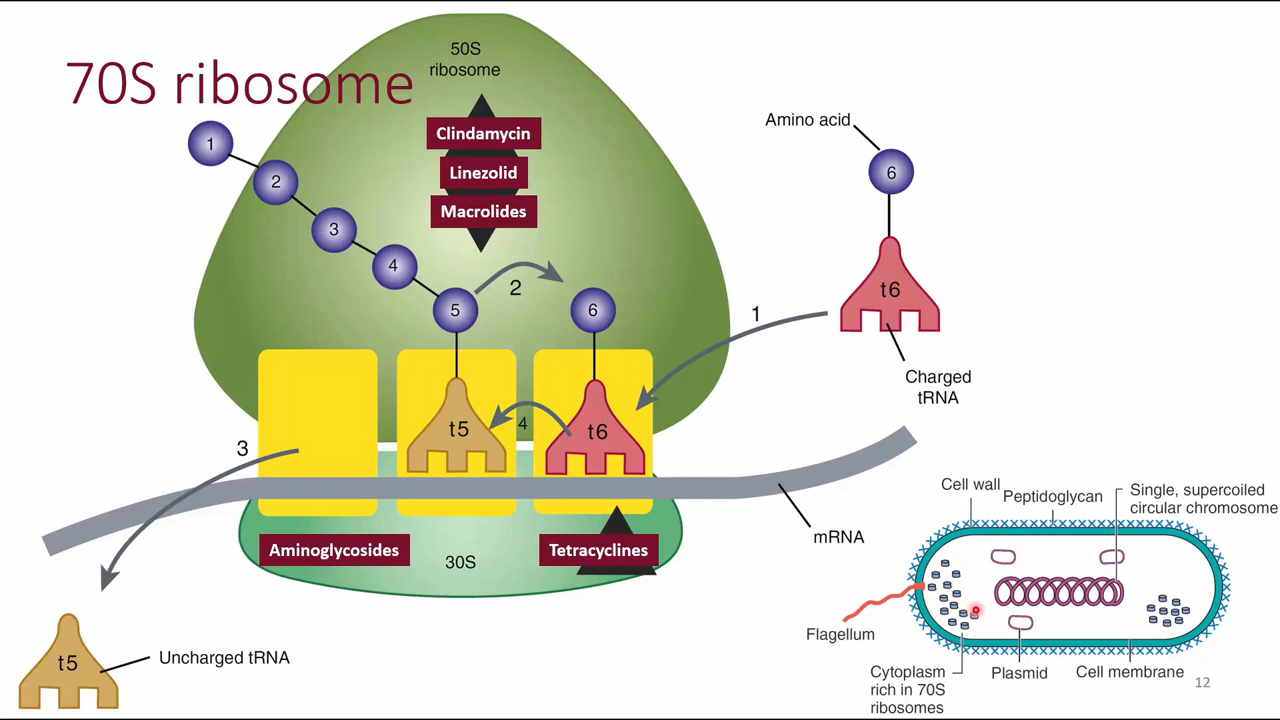 70S ribosome
50S
ribosome
Clindamycin
Linezolid
Macrolides
1
2
3
4
5
2
6
Amino acid
6
t6
1
Charged
tRNA
t5
4
t6
3
mRNA
Aminoglycosides
30S
Tetracyclines
t5
Uncharged tRNA
Cell wall
Peptidoglycan
Single, supercoiled
circular chromosome
Flagellum
Cytoplasm
rich in 70S
ribosomes
Plasmid
Cell membrane
12